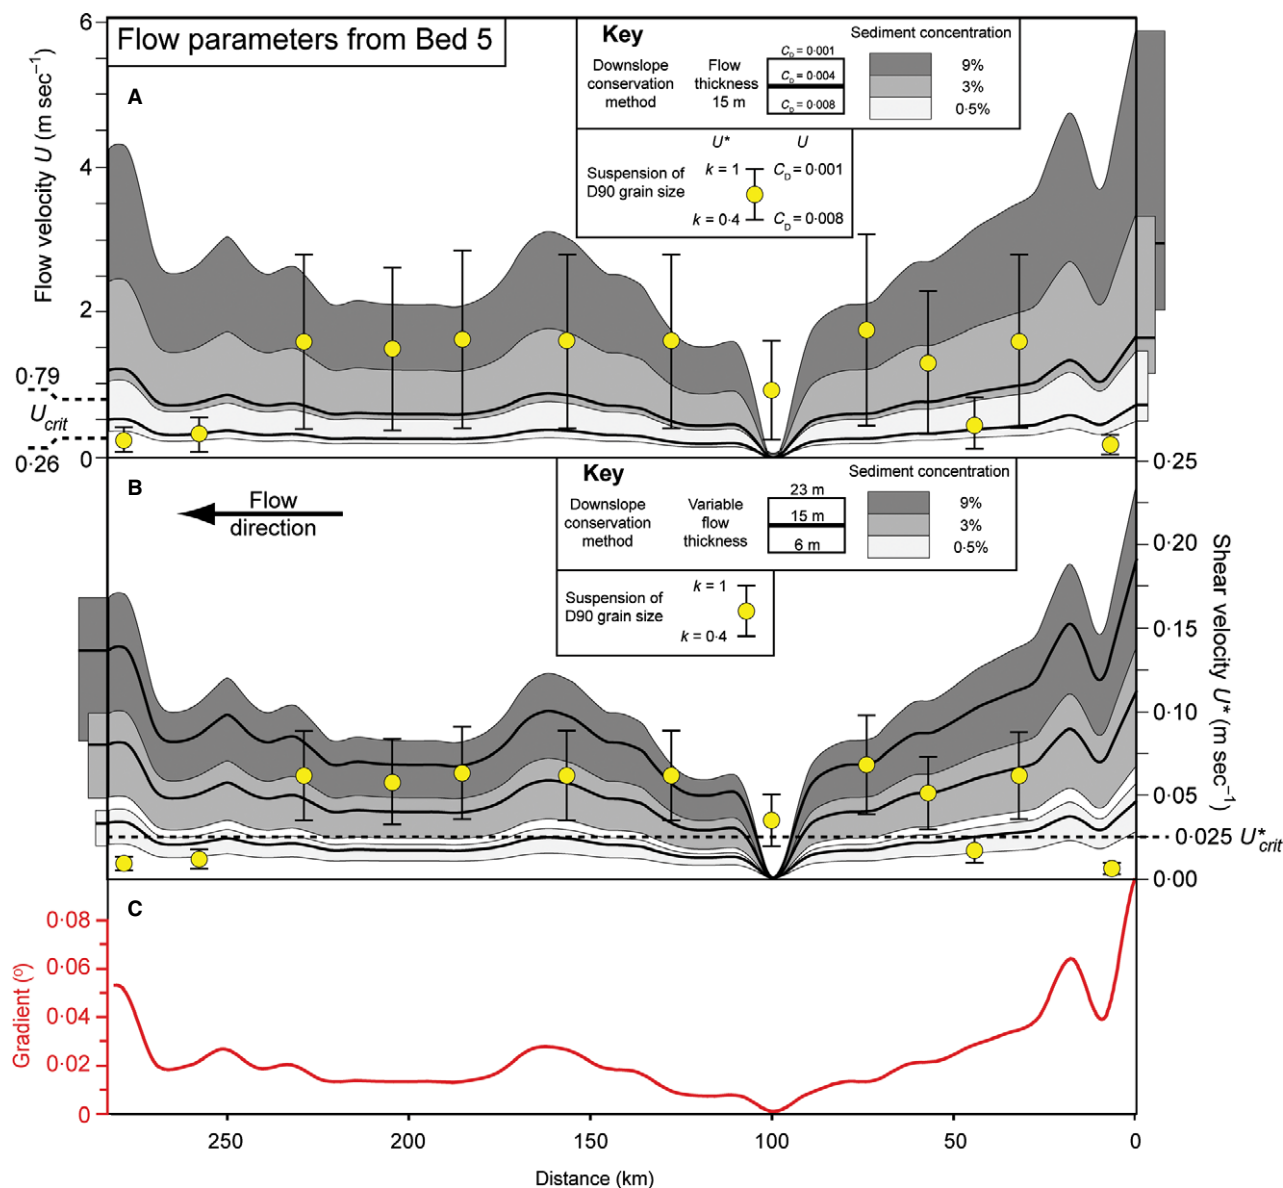 Flow parameters from Bed 5
A
Key
Downslope
conservation
method
Flow
thickness
15 m
C_D = 0·001
C_D = 0·004
C_D = 0·008
Sediment concentration
9%
3%
0·5%
Suspension of
D90 grain size
U*
U
k = 1
C_D = 0·001
k = 0·4
C_D = 0·008
Flow velocity U (m sec⁻¹)
6
4
2
0
0·79
U_crit
0·26
B
Flow
direction
Key
Downslope
conservation
method
Variable
flow
thickness
23 m
15 m
6 m
Sediment concentration
9%
3%
0·5%
Suspension of
D90 grain size
k = 1
k = 0·4
0·25
0·20
0·15
0·10
0·05
0·025 U*_crit
0·00
Shear velocity U* (m sec⁻¹)
C
Gradient (º)
0·08
0·06
0·04
0·02
0
250
200
150
100
50
0
Distance (km)